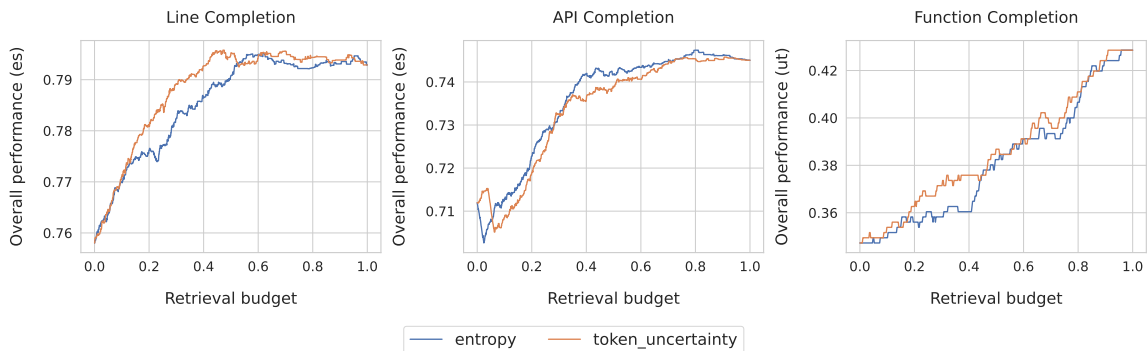 Line Completion
Overall performance (es)
0.79
0.78
0.77
0.76
0.0 0.2 0.4 0.6 0.8 1.0
Retrieval budget
API Completion
Overall performance (es)
0.74
0.73
0.72
0.71
0.0 0.2 0.4 0.6 0.8 1.0
Retrieval budget
Function Completion
Overall performance (ut)
0.42
0.40
0.38
0.36
0.0 0.2 0.4 0.6 0.8 1.0
Retrieval budget
entropy token_uncertainty